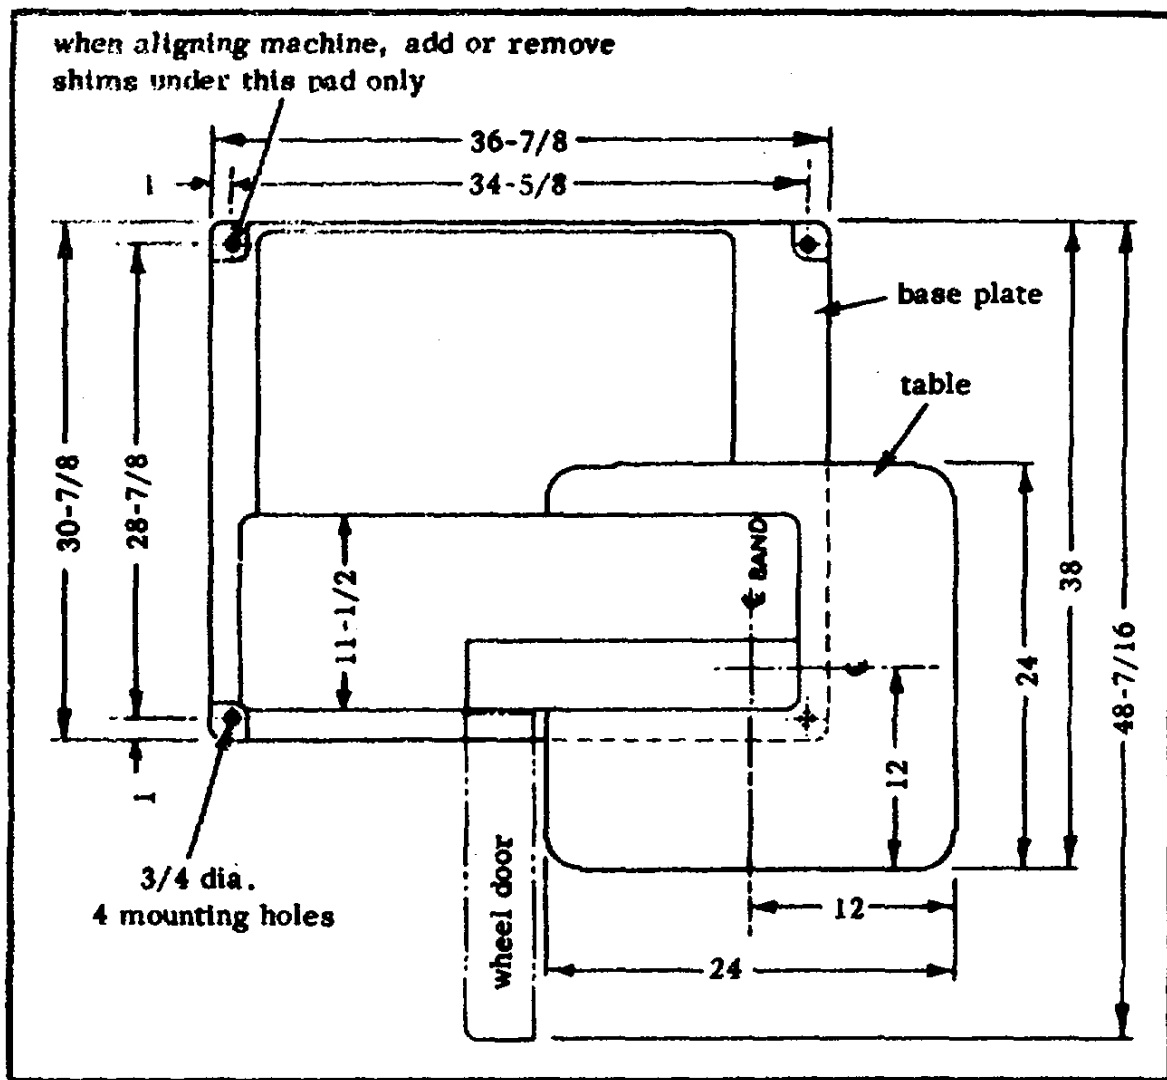 when aligning machine, add or remove
shims under this pad only
36-7/8
1
34-5/8
base plate
table
30-7/8
28-7/8
11-1/2
℄ BAND
℄
38
24
48-7/16
12
1
3/4 dia.
4 mounting holes
wheel door
12
24